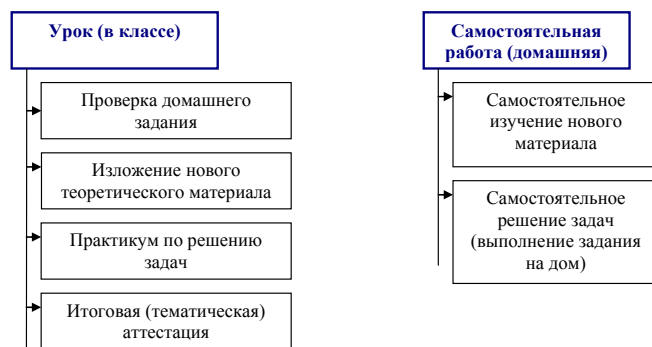 Урок (в классе)
Проверка домашнего
задания
Изложение нового
теоретического материала
Практикум по решению
задач
Итоговая (тематическая)
аттестация
Самостоятельная
работа (домашняя)
Самостоятельное
изучение нового
материала
Самостоятельное
решение задач
(выполнение задания
на дом)